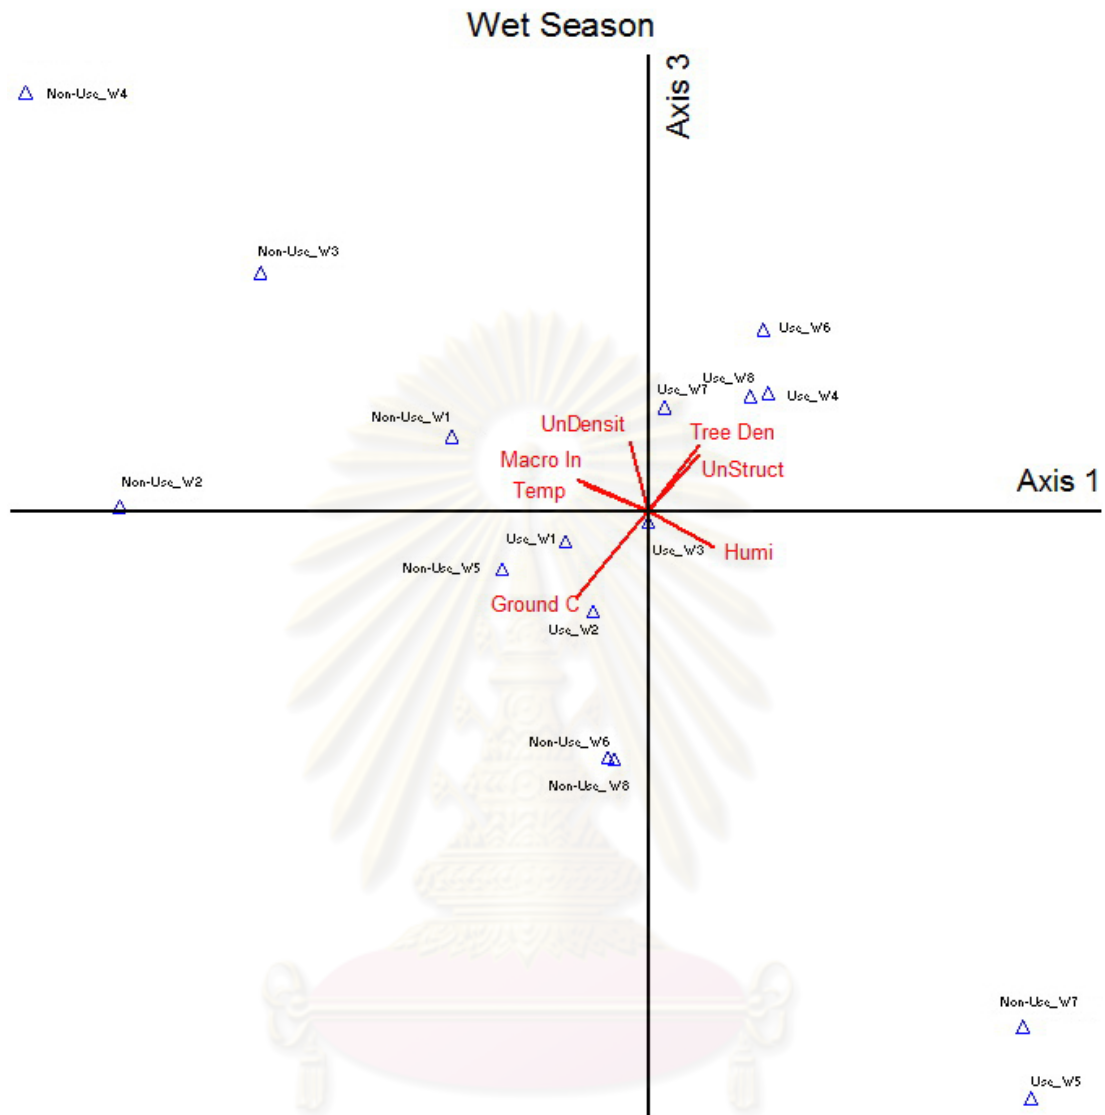 Wet Season
Axis 3
Non-Use_W4
Non-Use_W3
Use_W6
Use_W8
Use_W7
Use_W4
Non-Use_W1
UnDensit
Tree Den
Macro In
UnStruct
Temp
Axis 1
Non-Use_W2
Use_W1
Use_W3
Humi
Non-Use_W5
Ground C
Use_W2
Non-Use_W6
Non-Use_W8
Non-Use_W7
Use_W5